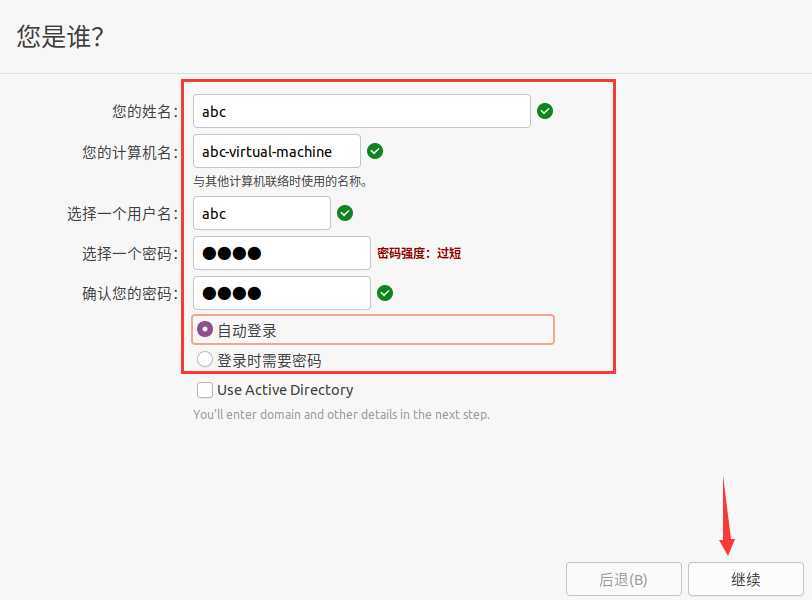 您是谁？
您的姓名： abc
您的计算机名： abc-virtual-machine
与其他计算机联络时使用的名称。
选择一个用户名： abc
选择一个密码： ●●●● 密码强度：过短
确认您的密码： ●●●●
自动登录
登录时需要密码
Use Active Directory
You'll enter domain and other details in the next step.
后退(B) 继续